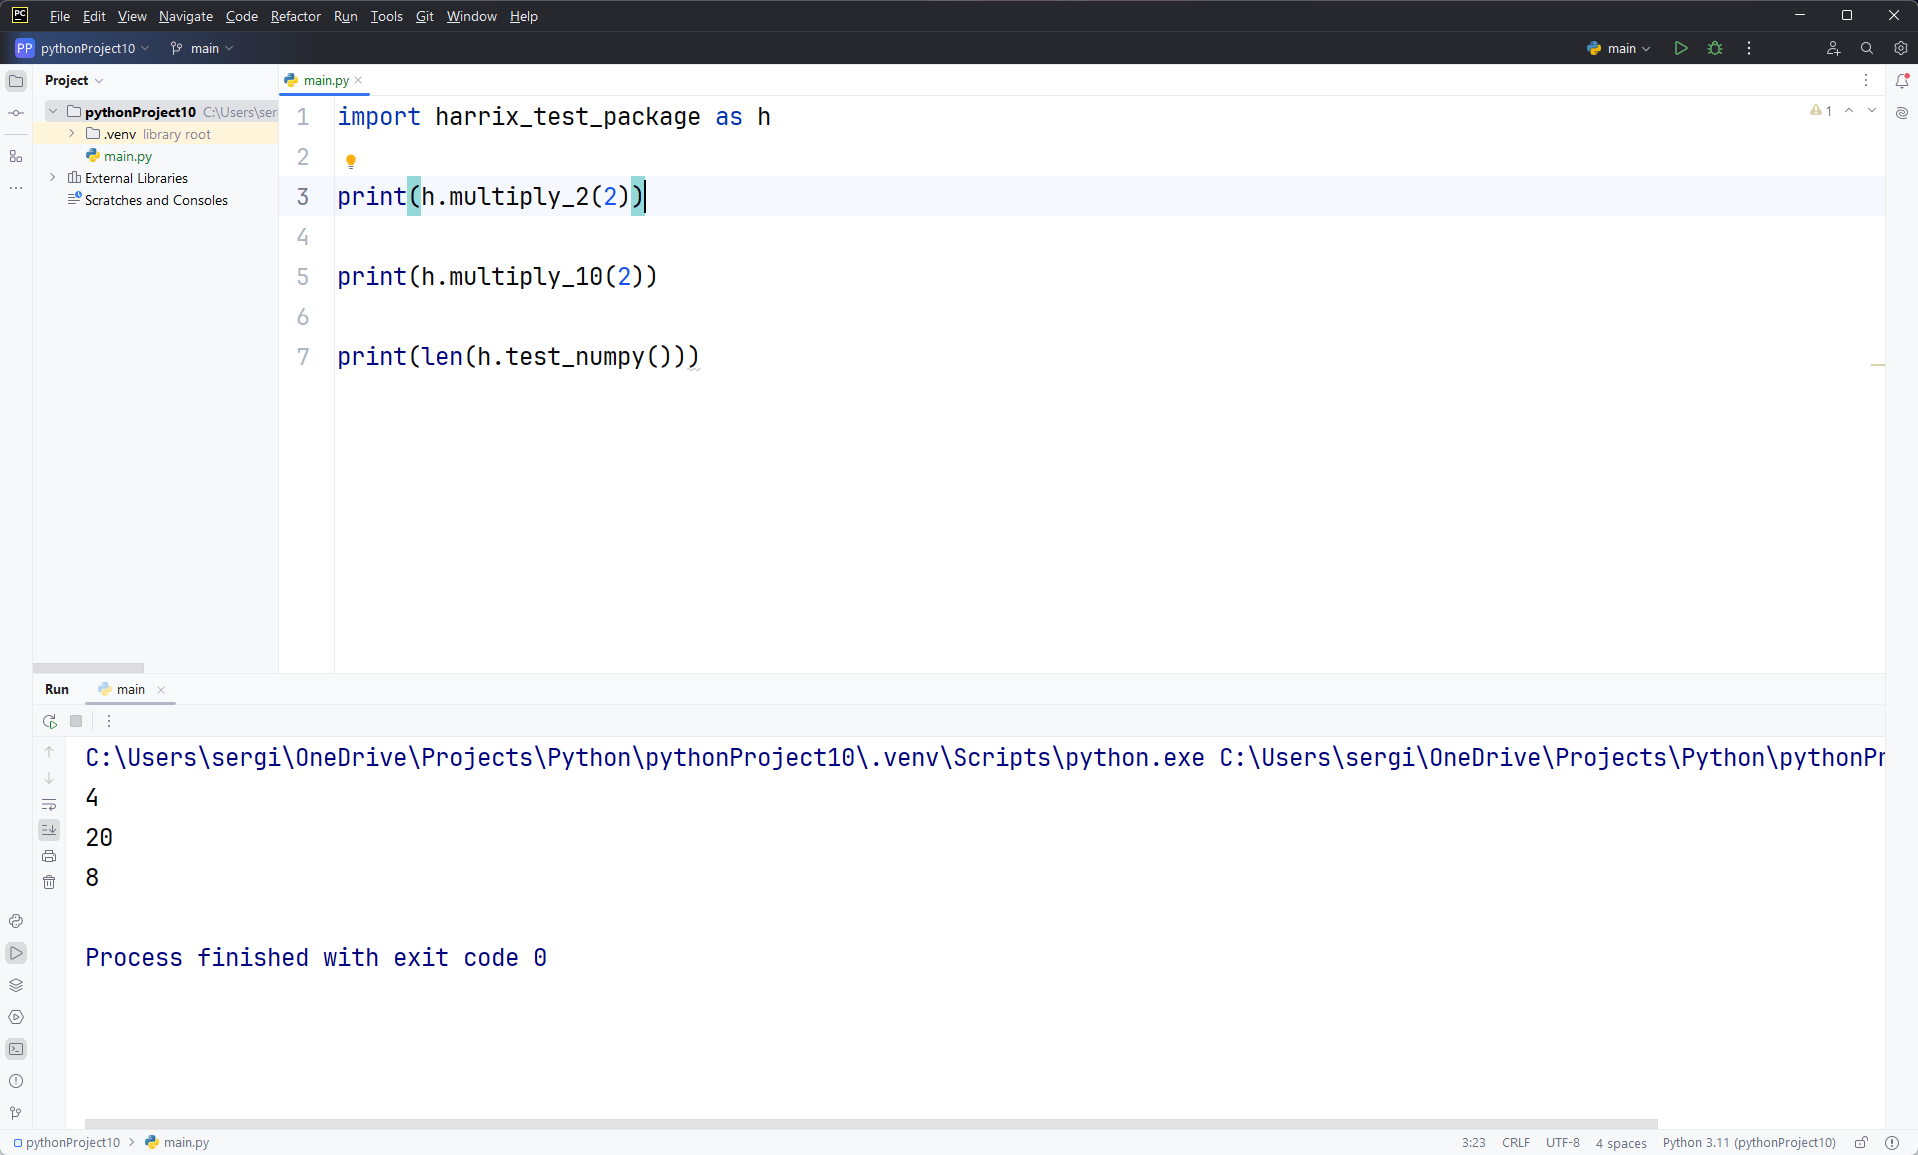 PC File Edit View Navigate Code Refactor Run Tools Git Window Help
PP pythonProject10 main main
Project main.py
pythonProject10 C:\Users\ser
.venv library root
main.py
External Libraries
Scratches and Consoles
1 import harrix_test_package as h
1
2
3 print(h.multiply_2(2))
4
5 print(h.multiply_10(2))
6
7 print(len(h.test_numpy()))
Run main
C:\Users\sergi\OneDrive\Projects\Python\pythonProject10\.venv\Scripts\python.exe C:\Users\sergi\OneDrive\Projects\Python\pythonPr
4
20
8
Process finished with exit code 0
pythonProject10 main.py 3:23 CRLF UTF-8 4 spaces Python 3.11 (pythonProject10)